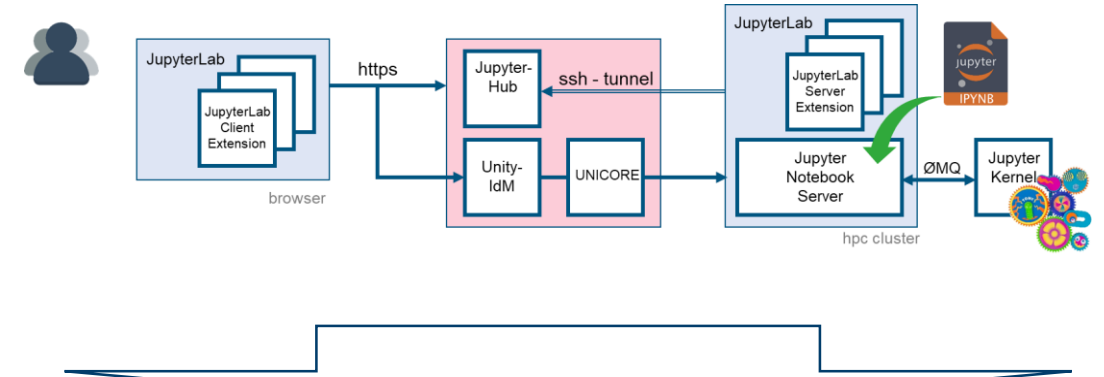 JupyterLab
JupyterLab
Client
Extension
browser
https
Jupyter-
Hub
ssh - tunnel
Unity-
IdM
UNICORE
JupyterLab
JupyterLab
Server
Extension
Jupyter
Notebook
Server
hpc cluster
jupyter
IPYNB
ØMQ
Jupyter
Kernel